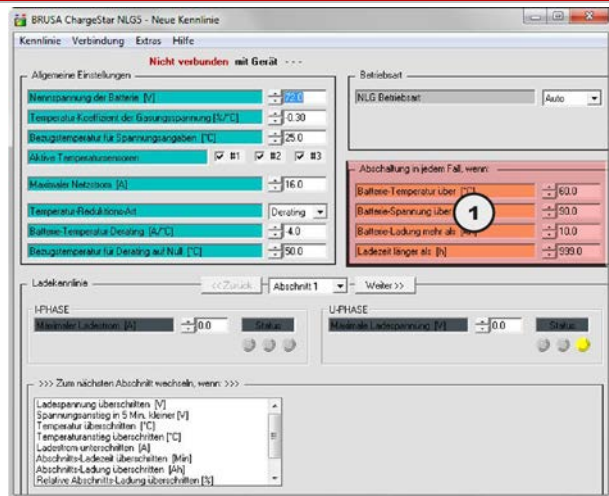 BRUSA ChargeStar NLG5 - Neue Kennlinie
Kennlinie Verbindung Extras Hilfe
Nicht verbunden mit Gerät - - -
Allgemeine Einstellungen
Nennspannung der Batterie [V]
Temperatur-Koeffizient der Gasungsspannung [%/°C] -0.30
Bezugstemperatur für Spannungsangaben [°C] 25.0
Aktive Temperatursensoren #1 #2 #3
Maximaler Netzstrom [A] 16.0
Temperatur-Reduktions-Art Derating
Batterie-Temperatur Derating [A/°C] -4.0
Bezugstemperatur für Derating auf Null [°C] 50.0
Betriebsart
NLG Betriebsart Auto
Abschaltung in jedem Fall, wenn:
Batterie-Temperatur über [°C] 60.0
Batterie-Spannung über 90.0
1
Batterie-Ladung mehr als 10.0
Ladezeit länger als [h] 999.0
Ladekennlinie <<Zurück Abschnitt 1 Weiter >>
I-PHASE
Maximaler Ladestrom [A] 0.0 Status
U-PHASE
Maximale Ladespannung [V] 0.0 Status
>>> Zum nächsten Abschnitt wechseln, wenn: >>>
Ladespannung überschritten [V]
Spannungsanstieg in 5 Min. kleiner [V]
Temperatur überschritten [°C]
Temperaturanstieg überschritten [°C]
Ladestrom unterschritten [A]
Abschnitts-Ladezeit überschritten [Min]
Abschnitts-Ladung überschritten [Ah]
Relative Abschnitts-Ladung überschritten [%]